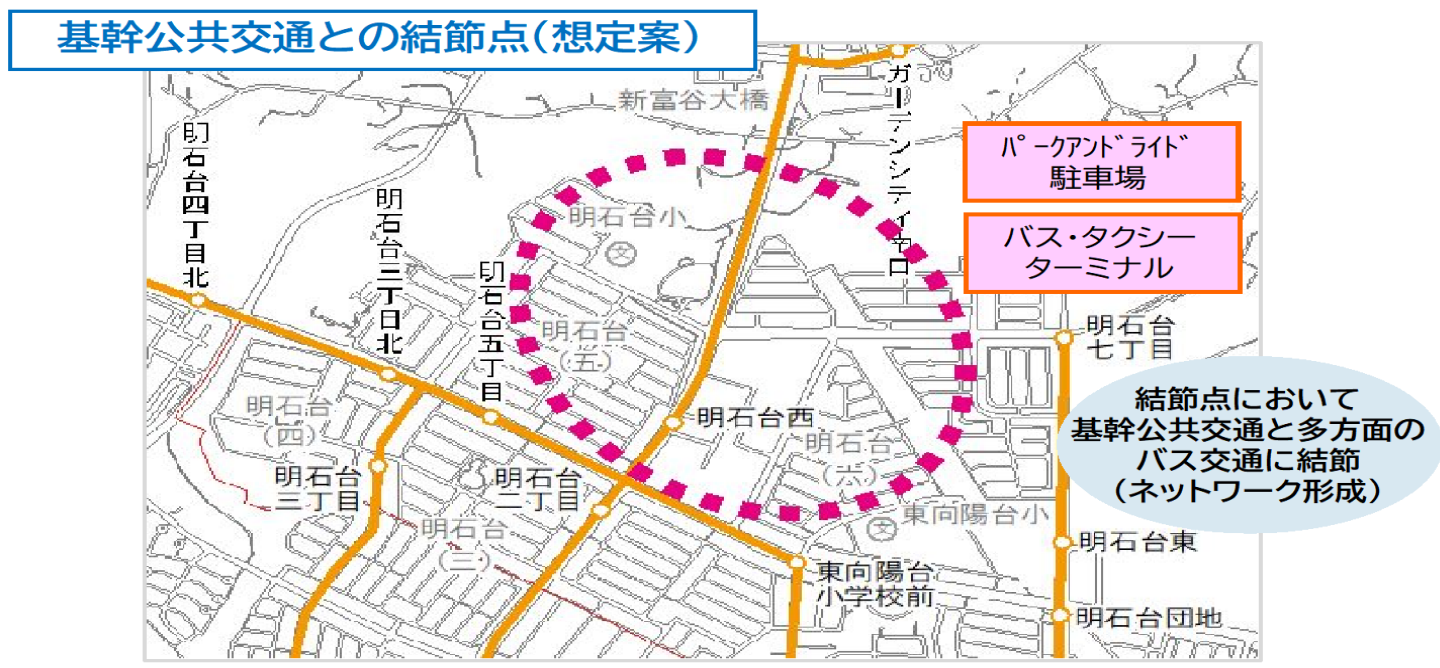 基幹公共交通との結節点(想定案)
新富谷大橋
ガーデンシティ南口
パークアンドライド
駐車場
バス・タクシー
ターミナル
明石台四丁目北
明石台三丁目北
明石台五丁目
明石台小
文
明石台
(五)
明石台
七丁目
明石台西
明石台
(四)
明石台
(六)
結節点において
基幹公共交通と多方面の
バス交通に結節
(ネットワーク形成)
明石台
三丁目
明石台
二丁目
明石台
(三)
東向陽台小
文
明石台東
東向陽台
小学校前
明石台団地